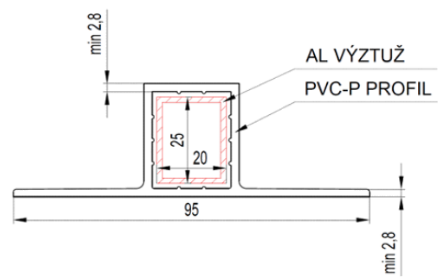 min 2,8
AL VÝZTUŽ
PVC-P PROFIL
25
20
95
min 2,8